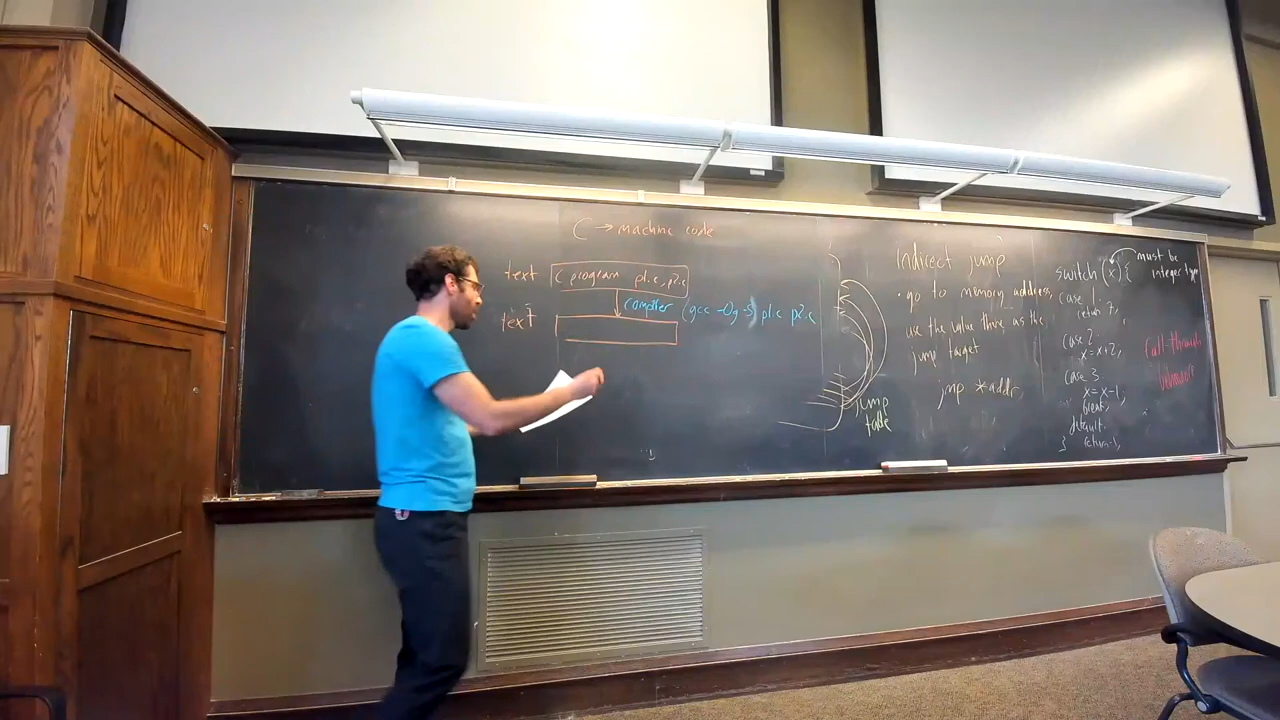 C → machine code
text C program p1.c, p2.c
compiler (gcc -Og -S) p1.c p2.c
text
indirect jump
· go to memory address,
use the value there as the
jump target
jmp *addr
jump
table
switch (x) {
must be
integer type
case 1:
return 7;
case 2:
x = x+2;
case 3:
x = x-1;
break;
default:
return -1;
}
behavior